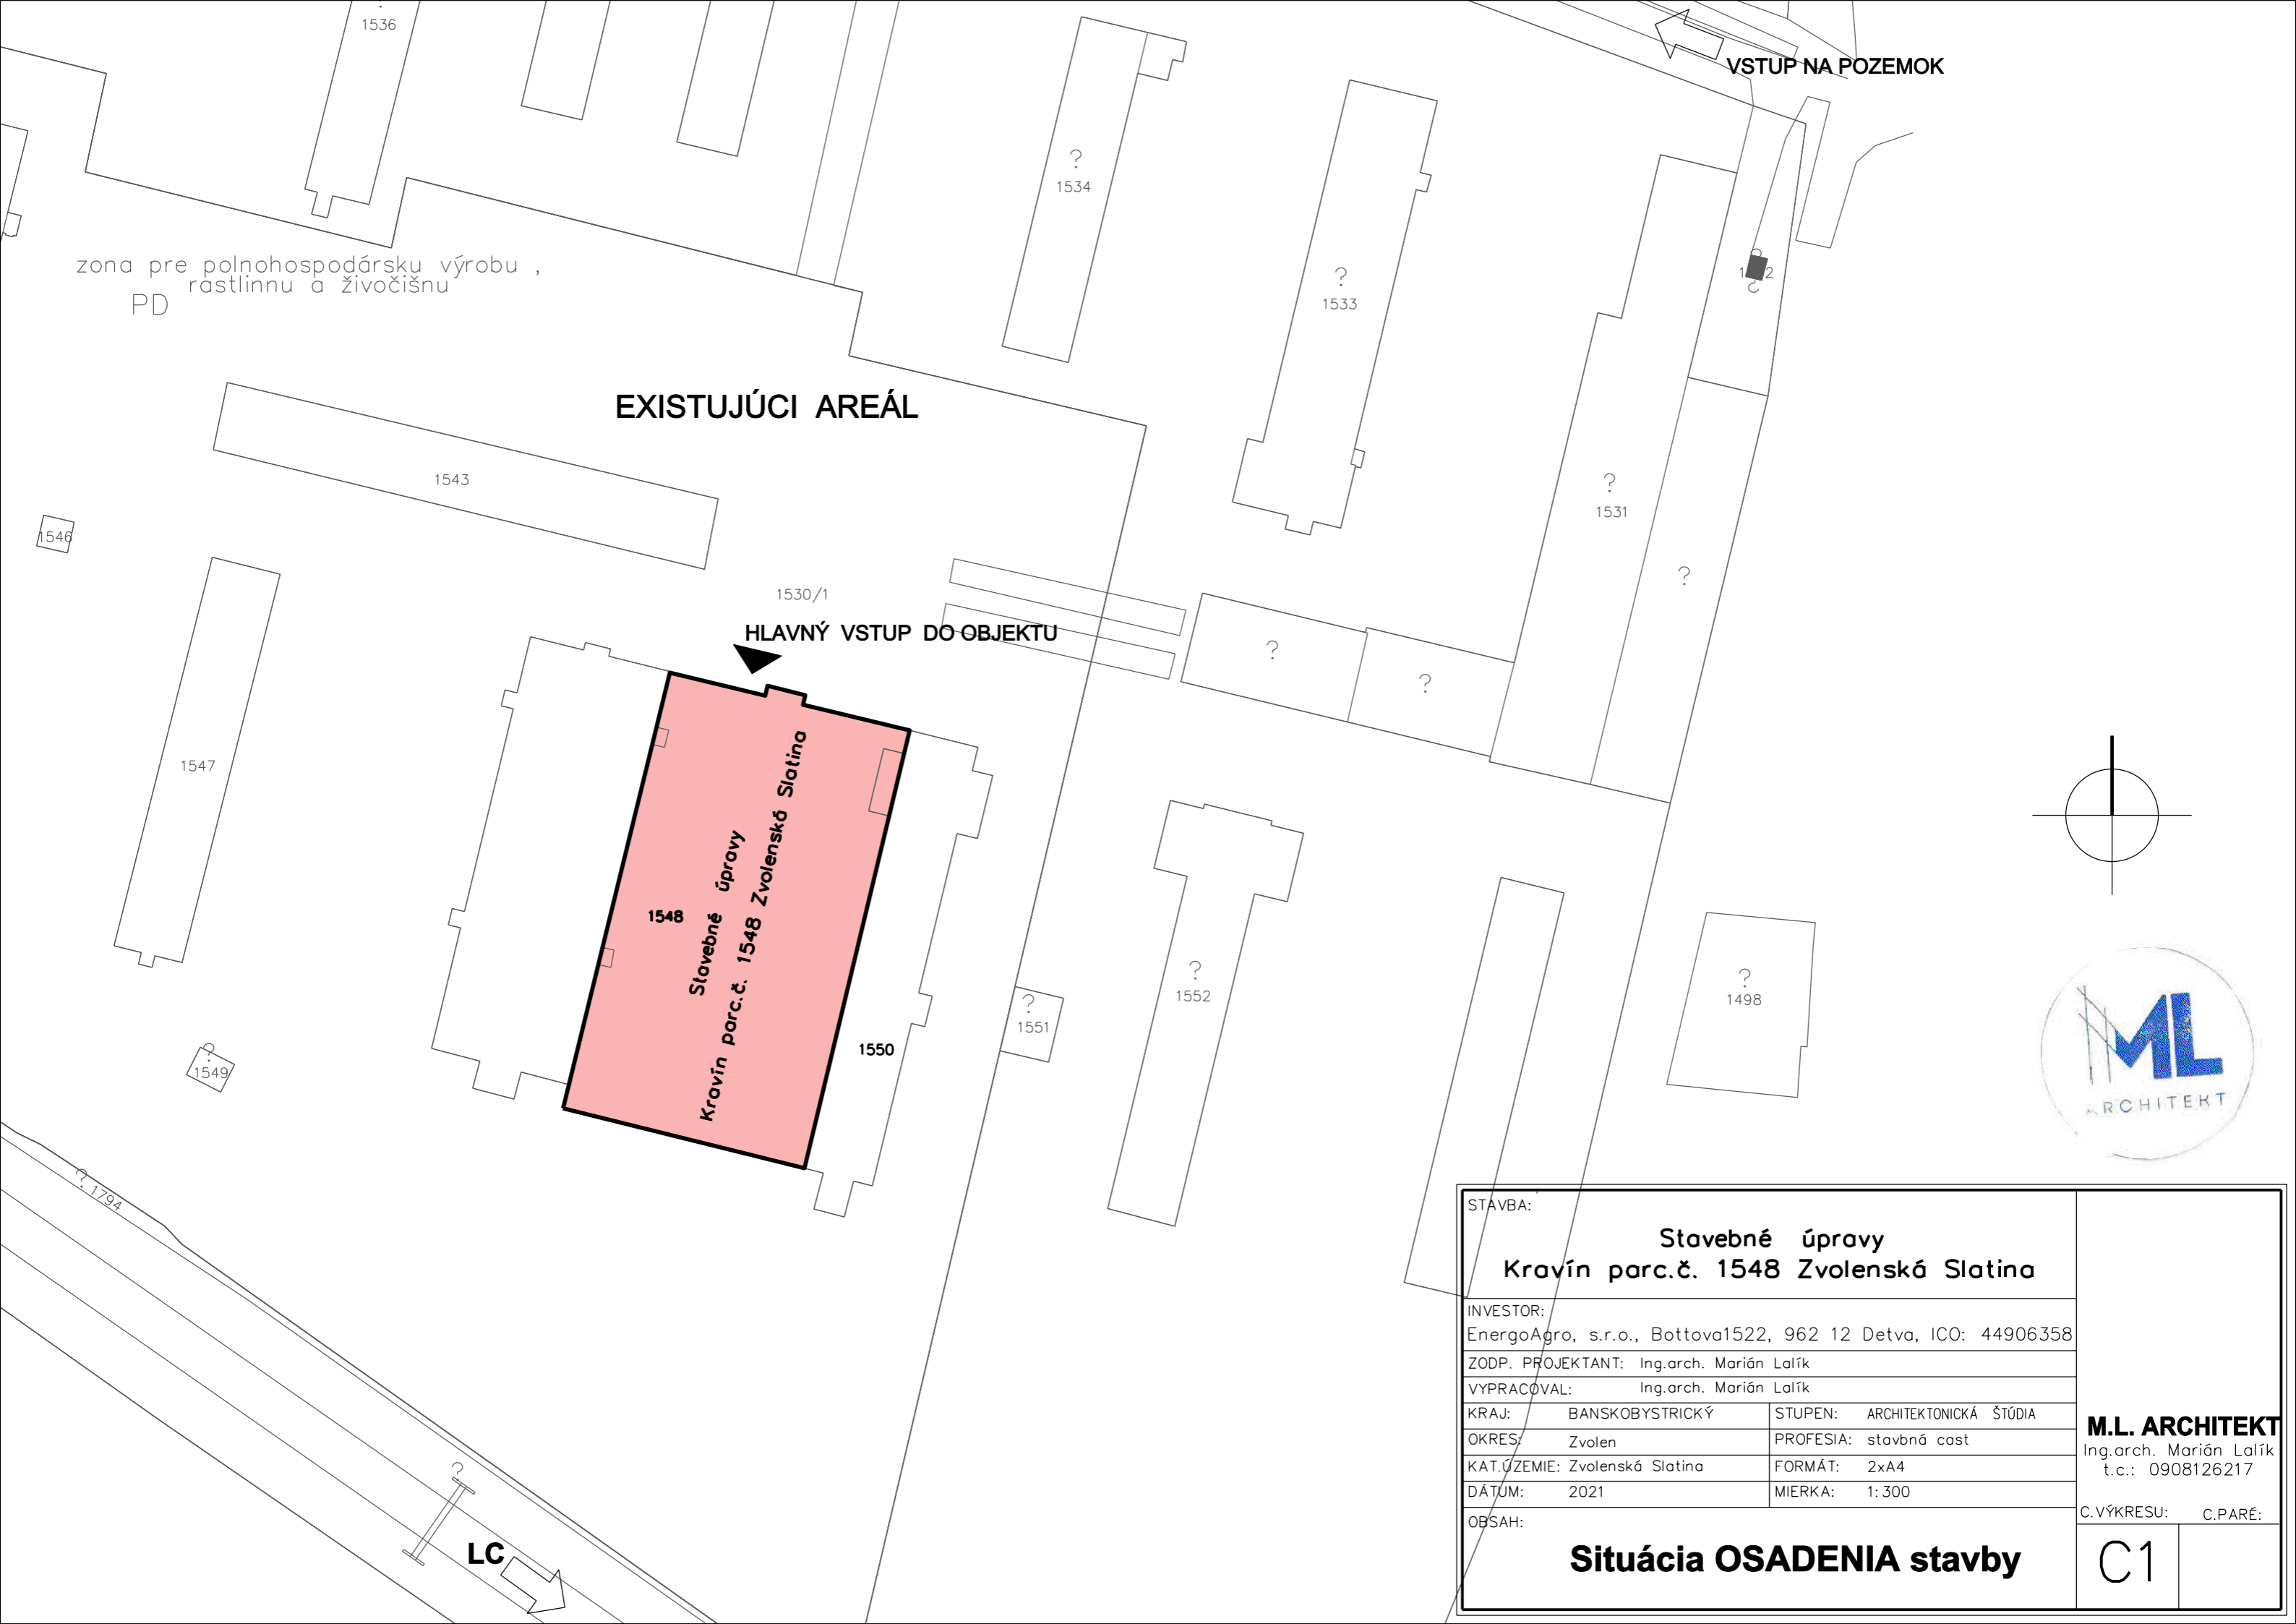 1536
VSTUP NA POZEMOK
?
1534
zona pre polnohospodársku výrobu ,
rastlinnu a živočišnu
PD
?
1533
EXISTUJÚCI AREÁL
1543
?
1531
1546
?
1530/1
HLAVNÝ VSTUP DO OBJEKTU
?
?
1547
1548
Stavebné úpravy
Kravín parc.č. 1548 Zvolenská Slatina
1550
?
1551
?
1552
?
1498
?
1549
? 1794
?
LC
ML
ARCHITEKT
STAVBA:
Stavebné úpravy
Kravín parc.č. 1548 Zvolenská Slatina
INVESTOR:
EnergoAgro, s.r.o., Bottova1522, 962 12 Detva, ICO: 44906358
ZODP. PROJEKTANT: Ing.arch. Marián Lalík
VYPRACOVAL: Ing.arch. Marián Lalík
KRAJ: BANSKOBYSTRICKÝ STUPEN: ARCHITEKTONICKÁ ŠTÚDIA
OKRES: Zvolen PROFESIA: stavbná cast
KAT.ÚZEMIE: Zvolenská Slatina FORMÁT: 2xA4
DÁTUM: 2021 MIERKA: 1:300
OBSAH:
Situácia OSADENIA stavby
M.L. ARCHITEKT
Ing.arch. Marián Lalík
t.c.: 0908126217
C.VÝKRESU: C.PARÉ:
C1